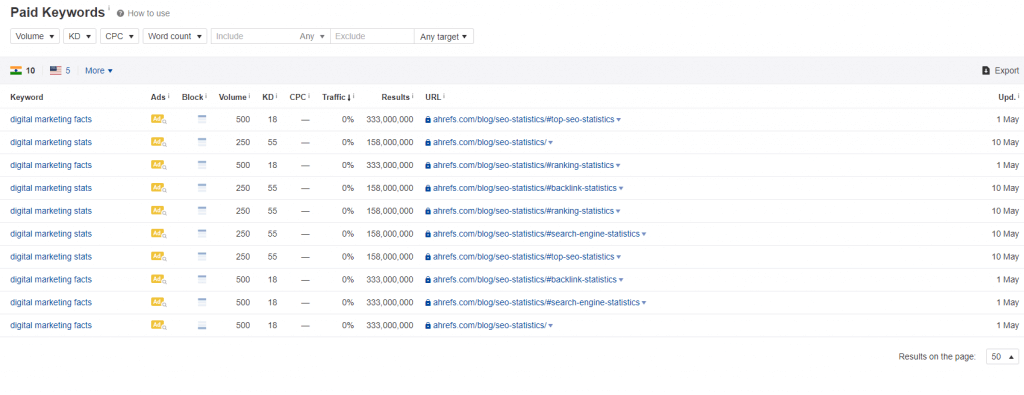 Paid Keywords i ? How to use
Volume KD CPC Word count Include Any Exclude Any target
10 5 More Export
Keyword Ads i Block i Volume i KD i CPC i Traffic i Results i URL i Upd. i
digital marketing facts Ad 500 18 — 0% 333,000,000 ahrefs.com/blog/seo-statistics/#top-seo-statistics 1 May
digital marketing stats Ad 250 55 — 0% 158,000,000 ahrefs.com/blog/seo-statistics/ 10 May
digital marketing facts Ad 500 18 — 0% 333,000,000 ahrefs.com/blog/seo-statistics/#ranking-statistics 1 May
digital marketing stats Ad 250 55 — 0% 158,000,000 ahrefs.com/blog/seo-statistics/#backlink-statistics 10 May
digital marketing stats Ad 250 55 — 0% 158,000,000 ahrefs.com/blog/seo-statistics/#ranking-statistics 10 May
digital marketing stats Ad 250 55 — 0% 158,000,000 ahrefs.com/blog/seo-statistics/#search-engine-statistics 10 May
digital marketing stats Ad 250 55 — 0% 158,000,000 ahrefs.com/blog/seo-statistics/#top-seo-statistics 10 May
digital marketing facts Ad 500 18 — 0% 333,000,000 ahrefs.com/blog/seo-statistics/#backlink-statistics 1 May
digital marketing facts Ad 500 18 — 0% 333,000,000 ahrefs.com/blog/seo-statistics/#search-engine-statistics 1 May
digital marketing facts Ad 500 18 — 0% 333,000,000 ahrefs.com/blog/seo-statistics/ 1 May
Results on the page: 50